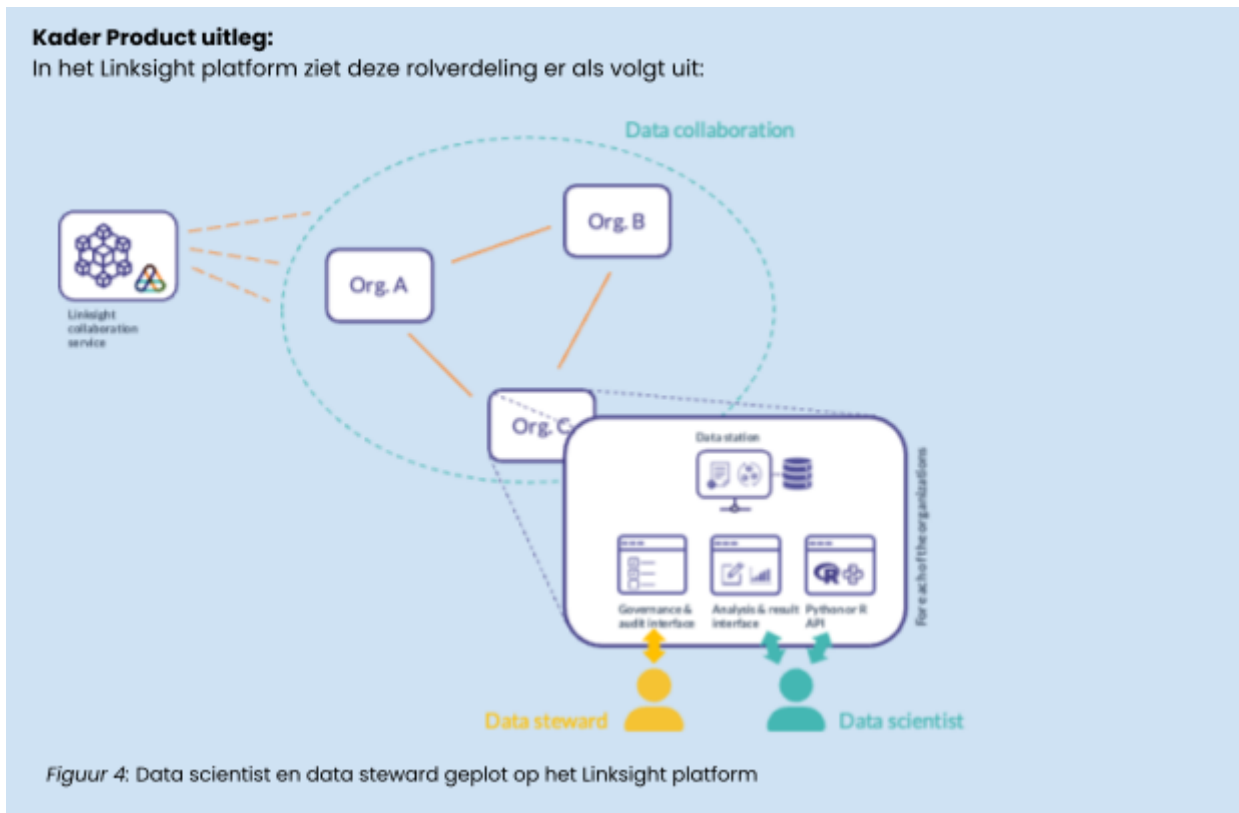 Kader Product uitleg:
In het Linksight platform ziet deze rolverdeling er als volgt uit:
Data collaboration
Org. B
Org. A
Linksight
collaboration
service
Org. C
Data station
For each of the organizations
Governance &
audit interface
Analysis & result
interface
Python or R
API
Data steward
Data scientist
Figuur 4: Data scientist en data steward geplot op het Linksight platform